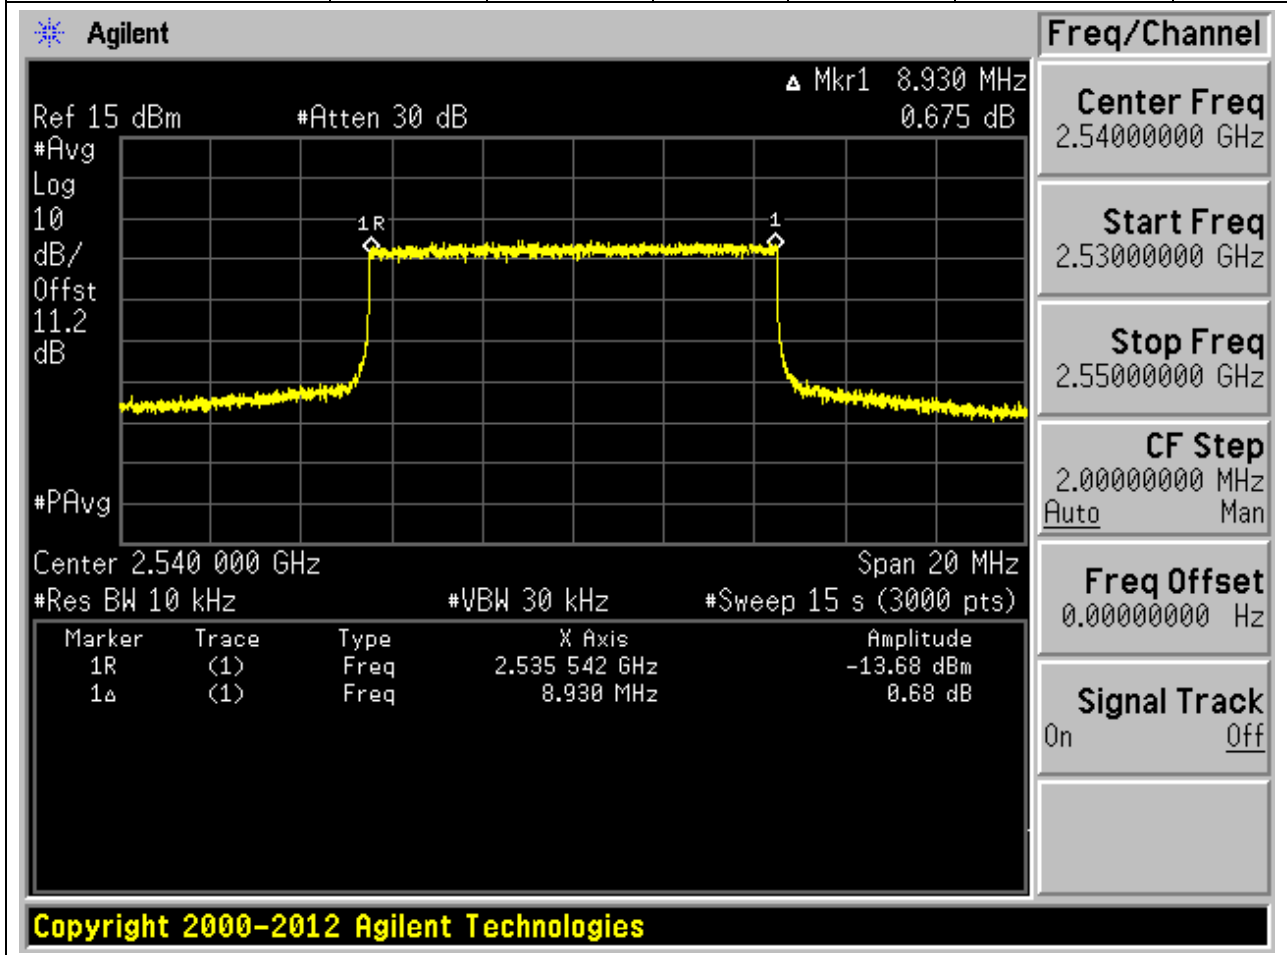 Agilent
Freq/Channel
Δ Mkr1 8.930 MHz
Ref 15 dBm #Atten 30 dB 0.675 dB
#Avg
Log
10
dB/
Offst
11.2
dB
1R
1
#PAvg
Center 2.540 000 GHz Span 20 MHz
#Res BW 10 kHz #VBW 30 kHz #Sweep 15 s (3000 pts)
Marker Trace Type X Axis Amplitude
1R (1) Freq 2.535 542 GHz -13.68 dBm
1Δ (1) Freq 8.930 MHz 0.68 dB
Center Freq
2.54000000 GHz
Start Freq
2.53000000 GHz
Stop Freq
2.55000000 GHz
CF Step
2.00000000 MHz
Auto Man
Freq Offset
0.00000000 Hz
Signal Track
On Off
Copyright 2000-2012 Agilent Technologies